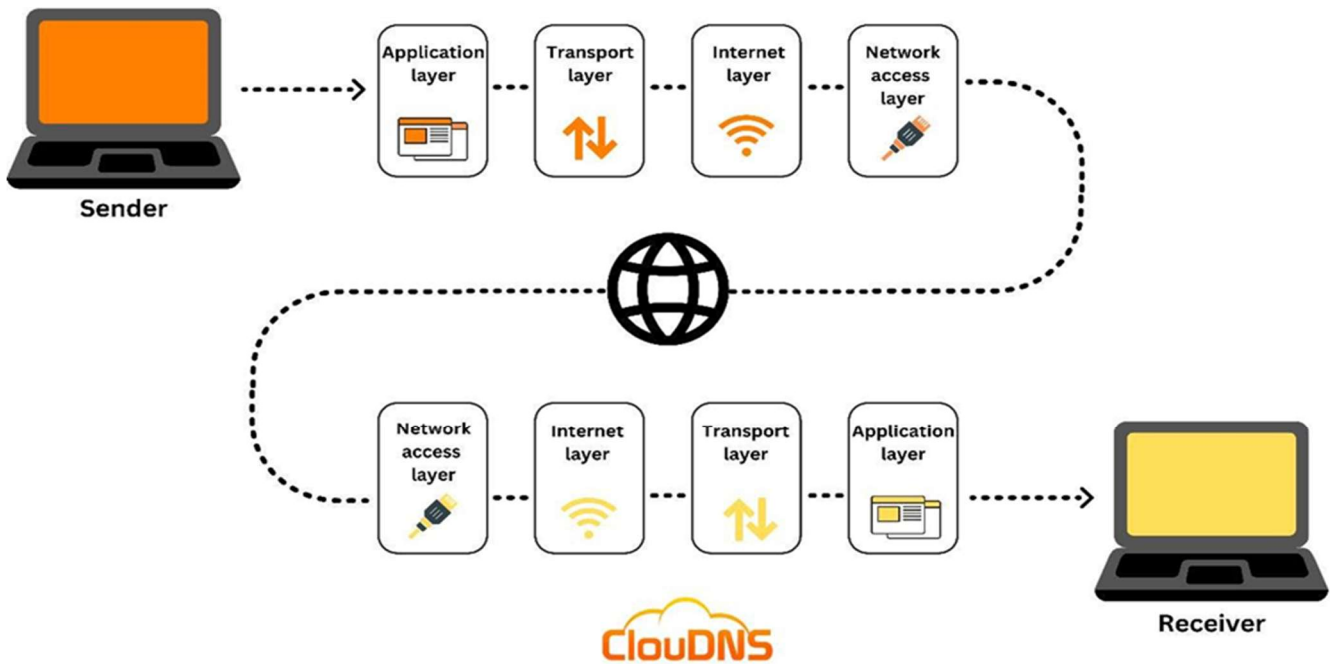 Application
layer
Transport
layer
Internet
layer
Network
access
layer
Sender
Network
access
layer
Internet
layer
Transport
layer
Application
layer
Receiver
ClouDNS